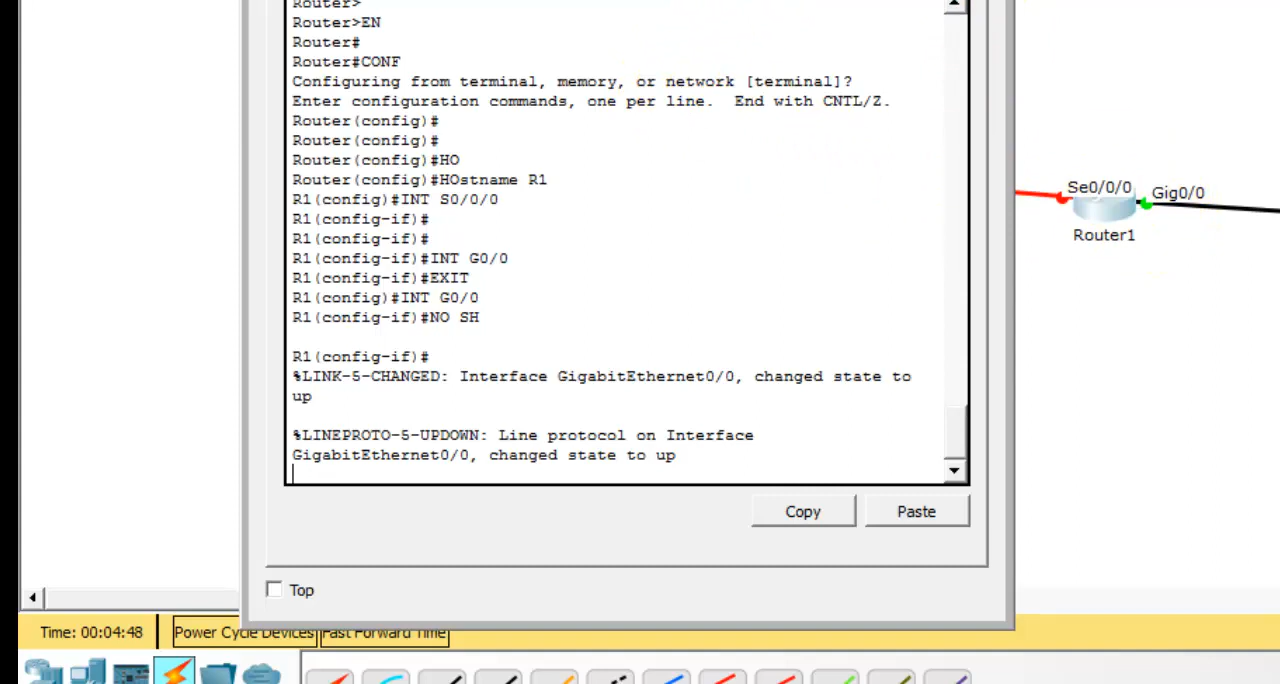 Router>
Router>EN
Router#
Router#CONF
Configuring from terminal, memory, or network [terminal]?
Enter configuration commands, one per line.  End with CNTL/Z.
Router(config)#
Router(config)#
Router(config)#HO
Router(config)#HOstname R1
R1(config)#INT S0/0/0
R1(config-if)#
R1(config-if)#
R1(config-if)#INT G0/0
R1(config-if)#EXIT
R1(config)#INT G0/0
R1(config-if)#NO SH
R1(config-if)#
%LINK-5-CHANGED: Interface GigabitEthernet0/0, changed state to
up
%LINEPROTO-5-UPDOWN: Line protocol on Interface
GigabitEthernet0/0, changed state to up
Copy
Paste
Top
Se0/0/0
Gig0/0
Router1
Time: 00:04:48
Power Cycle Devices
Fast Forward Time